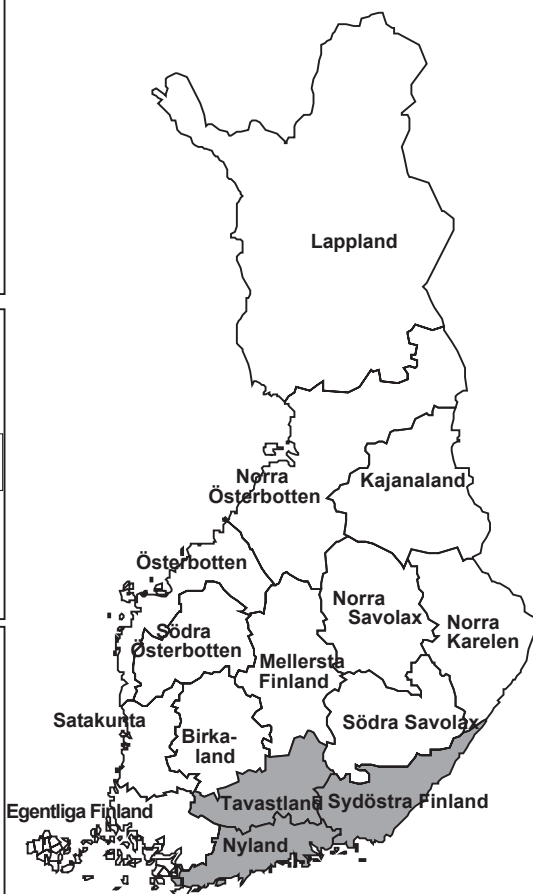 Lappland
Kajanaland
Norra
Österbotten
Österbotten
Norra
Savolax
Norra
Karelen
Södra
Österbotten
Mellersta
Finland
Satakunta
Södra Savolax
Birka-
land
Tavastland
Sydöstra Finland
Egentliga Finland
Nyland